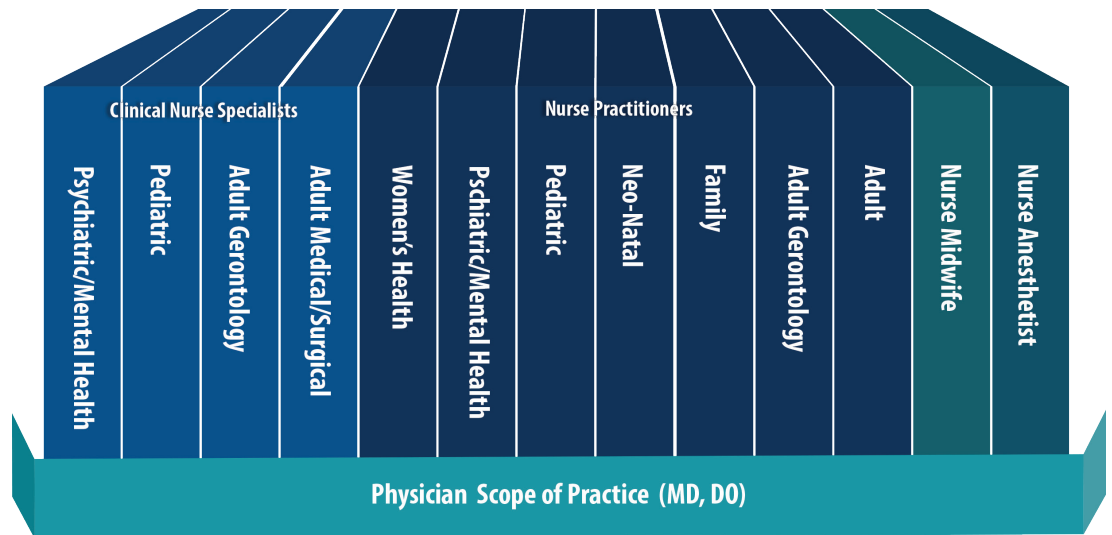 Clinical Nurse Specialists
Nurse Practitioners
Psychiatric/Mental Health
Pediatric
Adult Gerontology
Adult Medical/Surgical
Women's Health
Pschiatric/Mental Health
Pediatric
Neo-Natal
Family
Adult Gerontology
Adult
Nurse Midwife
Nurse Anesthetist
Physician Scope of Practice (MD, DO)